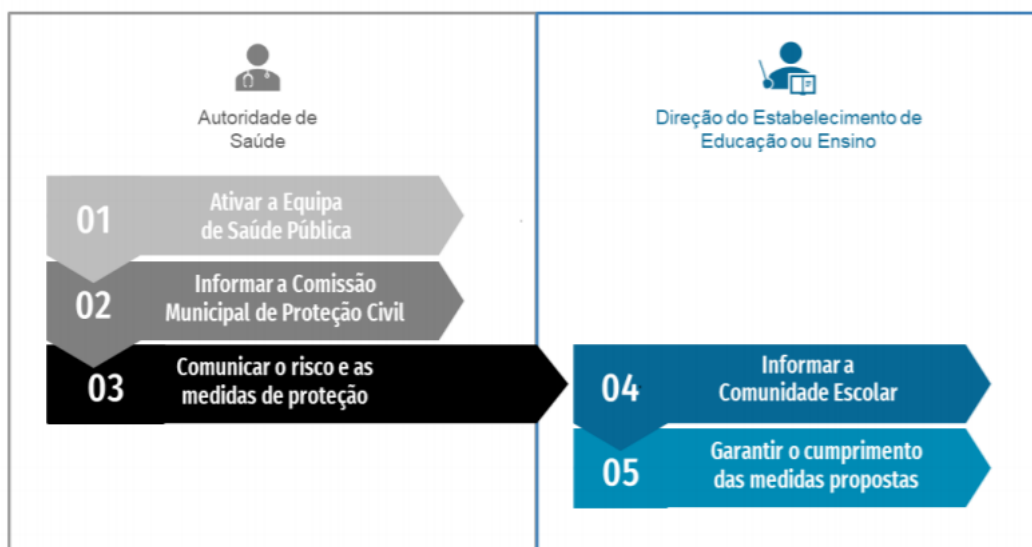 Autoridade de
Saúde
01
Ativar a Equipa
de Saúde Pública
02
Informar a Comissão
Municipal de Proteção Civil
03
Comunicar o risco e as
medidas de proteção
Direção do Estabelecimento de
Educação ou Ensino
04
Informar a
Comunidade Escolar
05
Garantir o cumprimento
das medidas propostas